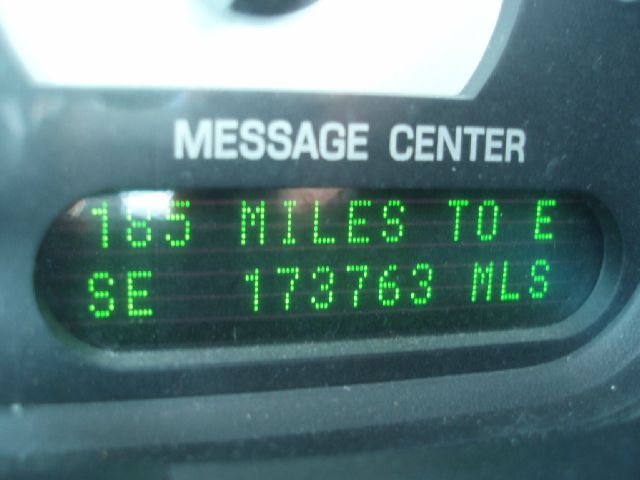 MESSAGE CENTER
185 MILES TO E
SE 173763 MLS